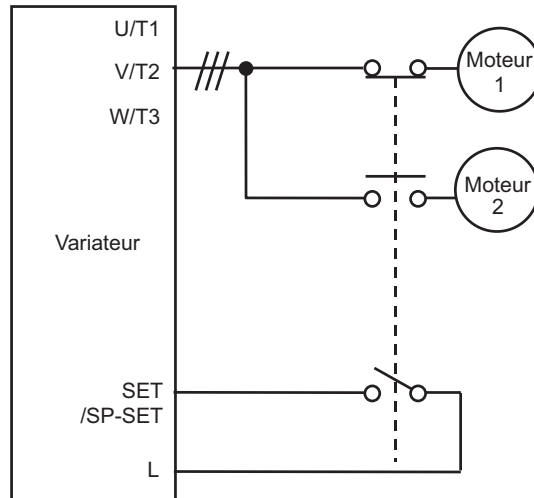 U/T1
V/T2
W/T3
Moteur
1
Moteur
2
Variateur
SET
/SP-SET
L